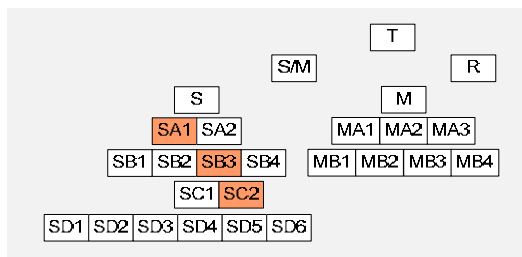 T
S/M R
S M
SA1 SA2 MA1 MA2 MA3
SB1 SB2 SB3 SB4 MB1 MB2 MB3 MB4
SC1 SC2
SD1 SD2 SD3 SD4 SD5 SD6